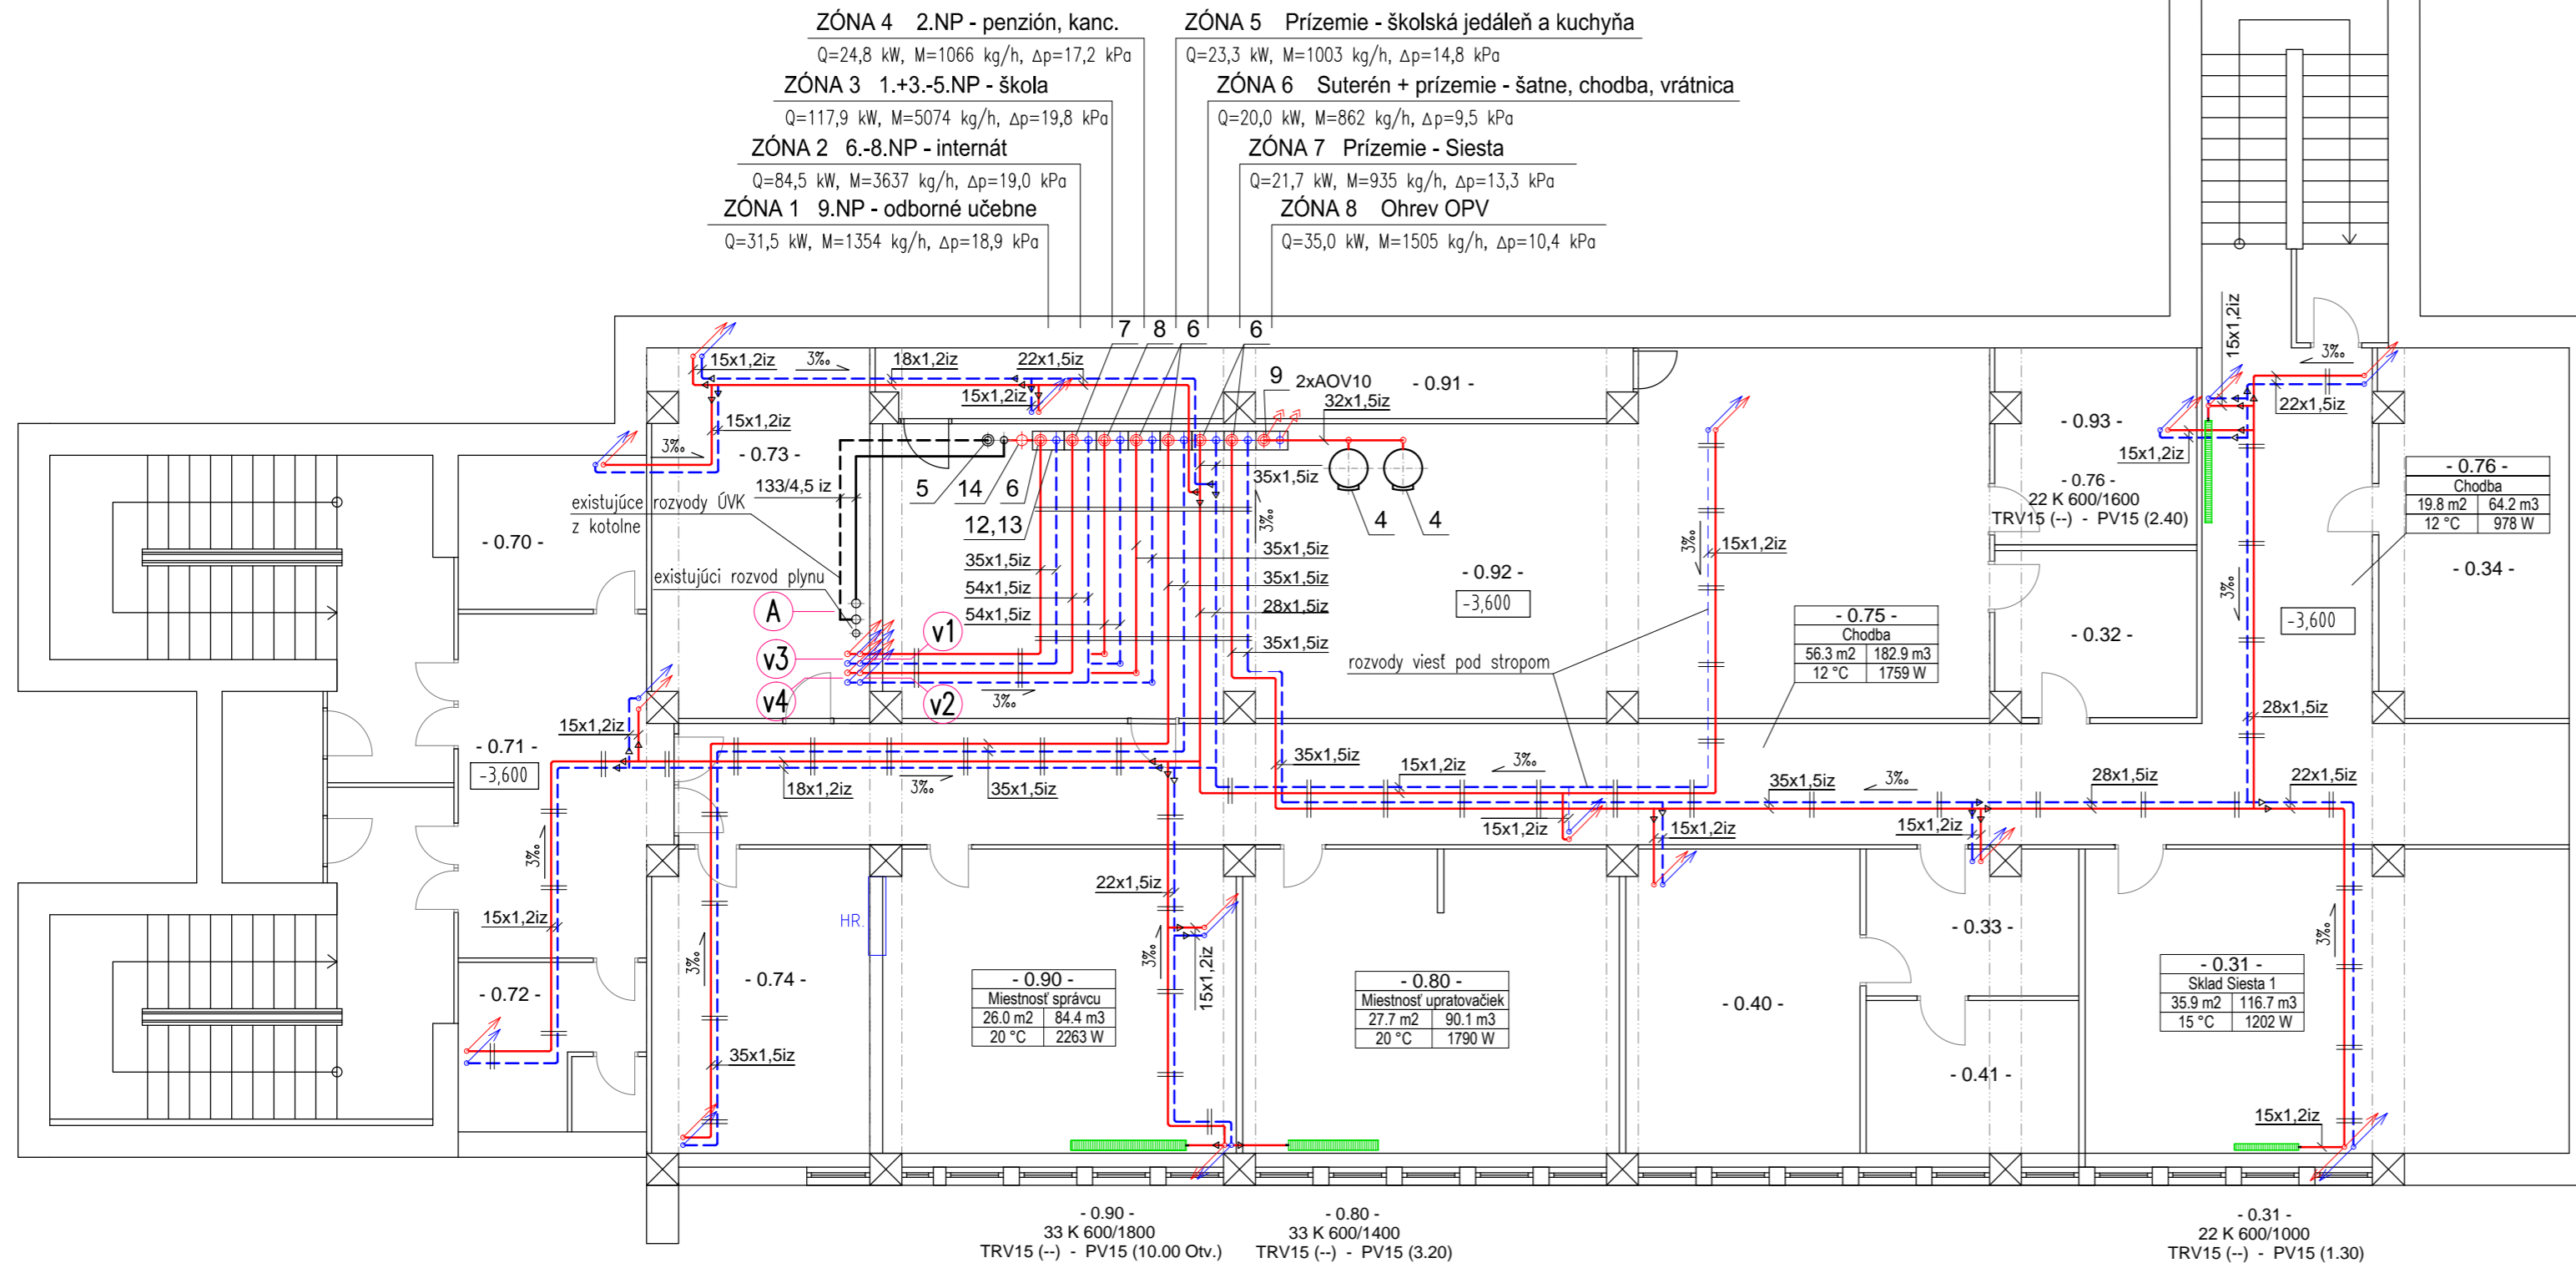 ZÓNA 4 2.NP - penzión, kanc.
Q=24,8 kW, M=1066 kg/h, Δp=17,2 kPa
ZÓNA 3 1.+3.-5.NP - škola
Q=117,9 kW, M=5074 kg/h, Δp=19,8 kPa
ZÓNA 2 6.-8.NP - internát
Q=84,5 kW, M=3637 kg/h, Δp=19,0 kPa
ZÓNA 1 9.NP - odborné učebne
Q=31,5 kW, M=1354 kg/h, Δp=18,9 kPa
ZÓNA 5 Prízemie - školská jedáleň a kuchyňa
Q=23,3 kW, M=1003 kg/h, Δp=14,8 kPa
ZÓNA 6 Suterén + prízemie - šatne, chodba, vrátnica
Q=20,0 kW, M=862 kg/h, Δp=9,5 kPa
ZÓNA 7 Prízemie - Siesta
Q=21,7 kW, M=935 kg/h, Δp=13,3 kPa
ZÓNA 8 Ohrev OPV
Q=35,0 kW, M=1505 kg/h, Δp=10,4 kPa
7 8 6 6
15x1,2iz
3‰
18x1,2iz
22x1,5iz
15x1,2iz
9
2xAOV10
32x1,5iz
- 0.91 -
15x1,2iz
3‰
- 0.73 -
133/4,5 iz
existujúce rozvody ÚVK
z kotolne
- 0.70 -
existujúci rozvod plynu
5
14
6
12,13
35x1,5iz
3‰
4
4
35x1,5iz
54x1,5iz
54x1,5iz
35x1,5iz
35x1,5iz
28x1,5iz
35x1,5iz
A
v1
v3
v4
v2
3‰
- 0.92 -
-3,600
rozvody viesť pod stropom
3‰
15x1,2iz
15x1,2iz
3‰
22x1,5iz
- 0.93 -
15x1,2iz
- 0.76 -
22 K 600/1600
TRV15 (--) - PV15 (2.40)
- 0.76 -
Chodba
19.8 m2 64.2 m3
12 °C 978 W
- 0.34 -
3‰
-3,600
- 0.32 -
- 0.75 -
Chodba
56.3 m2 182.9 m3
12 °C 1759 W
28x1,5iz
15x1,2iz
- 0.71 -
-3,600
18x1,2iz
3‰
35x1,5iz
35x1,5iz
15x1,2iz
3‰
35x1,5iz
3‰
28x1,5iz
22x1,5iz
15x1,2iz
15x1,2iz
15x1,2iz
3‰
15x1,2iz
- 0.72 -
HR.
3‰
- 0.74 -
35x1,5iz
22x1,5iz
3‰
15x1,2iz
- 0.90 -
Miestnosť správcu
26.0 m2 84.4 m3
20 °C 2263 W
- 0.80 -
Miestnosť upratovačiek
27.7 m2 90.1 m3
20 °C 1790 W
- 0.40 -
- 0.33 -
- 0.41 -
- 0.31 -
Sklad Siesta 1
35.9 m2 116.7 m3
15 °C 1202 W
3‰
15x1,2iz
- 0.90 -
33 K 600/1800
TRV15 (--) - PV15 (10.00 Otv.)
- 0.80 -
33 K 600/1400
TRV15 (--) - PV15 (3.20)
- 0.31 -
22 K 600/1000
TRV15 (--) - PV15 (1.30)